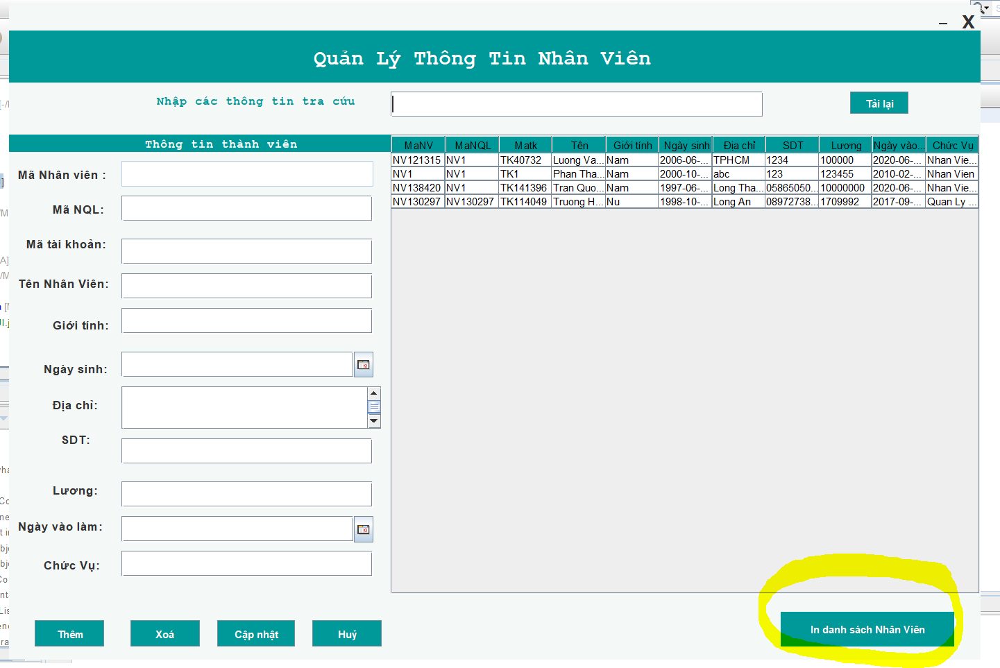 X
Quản Lý Thông Tin Nhân Viên
Nhập các thông tin tra cứu
Tải lại
Thông tin thành viên
MaNV MaNQL Matk Tên Giới tính Ngày sinh Địa chỉ SDT Lương Ngày vào... Chức Vụ
NV121315 NV1 TK40732 Luong Va... Nam 2006-06-... TPHCM 1234 100000 2020-06-... Nhan Vie...
NV1 NV1 TK1 Phan Tha... Nam 2000-10-... abc 123 123455 2010-02-... Nhan Vien
NV138420 NV1 TK141396 Tran Quo... Nam 1997-06-... Long Tha... 05865050... 10000000 2020-06-... Nhan Vie...
NV130297 NV130297 TK114049 Truong H... Nu 1998-10-... Long An 08972738... 1709992 2017-09-... Quan Ly ...
Mã Nhân viên :
Mã NQL:
Mã tài khoản:
Tên Nhân Viên:
Giới tính:
Ngày sinh:
Địa chỉ:
SDT:
Lương:
Ngày vào làm:
Chức Vụ:
Thêm Xoá Cập nhật Huỷ
In danh sách Nhân Viên